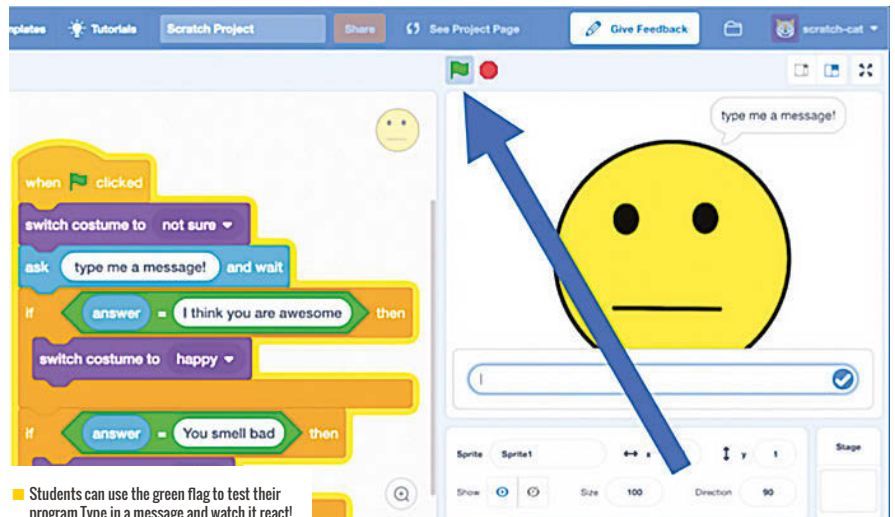 nplates Tutorials Scratch Project Share See Project Page Give Feedback scratch-cat
type me a message!
when clicked
switch costume to not sure
ask type me a message! and wait
if answer = I think you are awesome then
switch costume to happy
if answer = You smell bad then
Sprite Sprite1 x y 1
Show Size 100 Direction 90
Stage
Students can use the green flag to test their
program.Type in a message and watch it react!